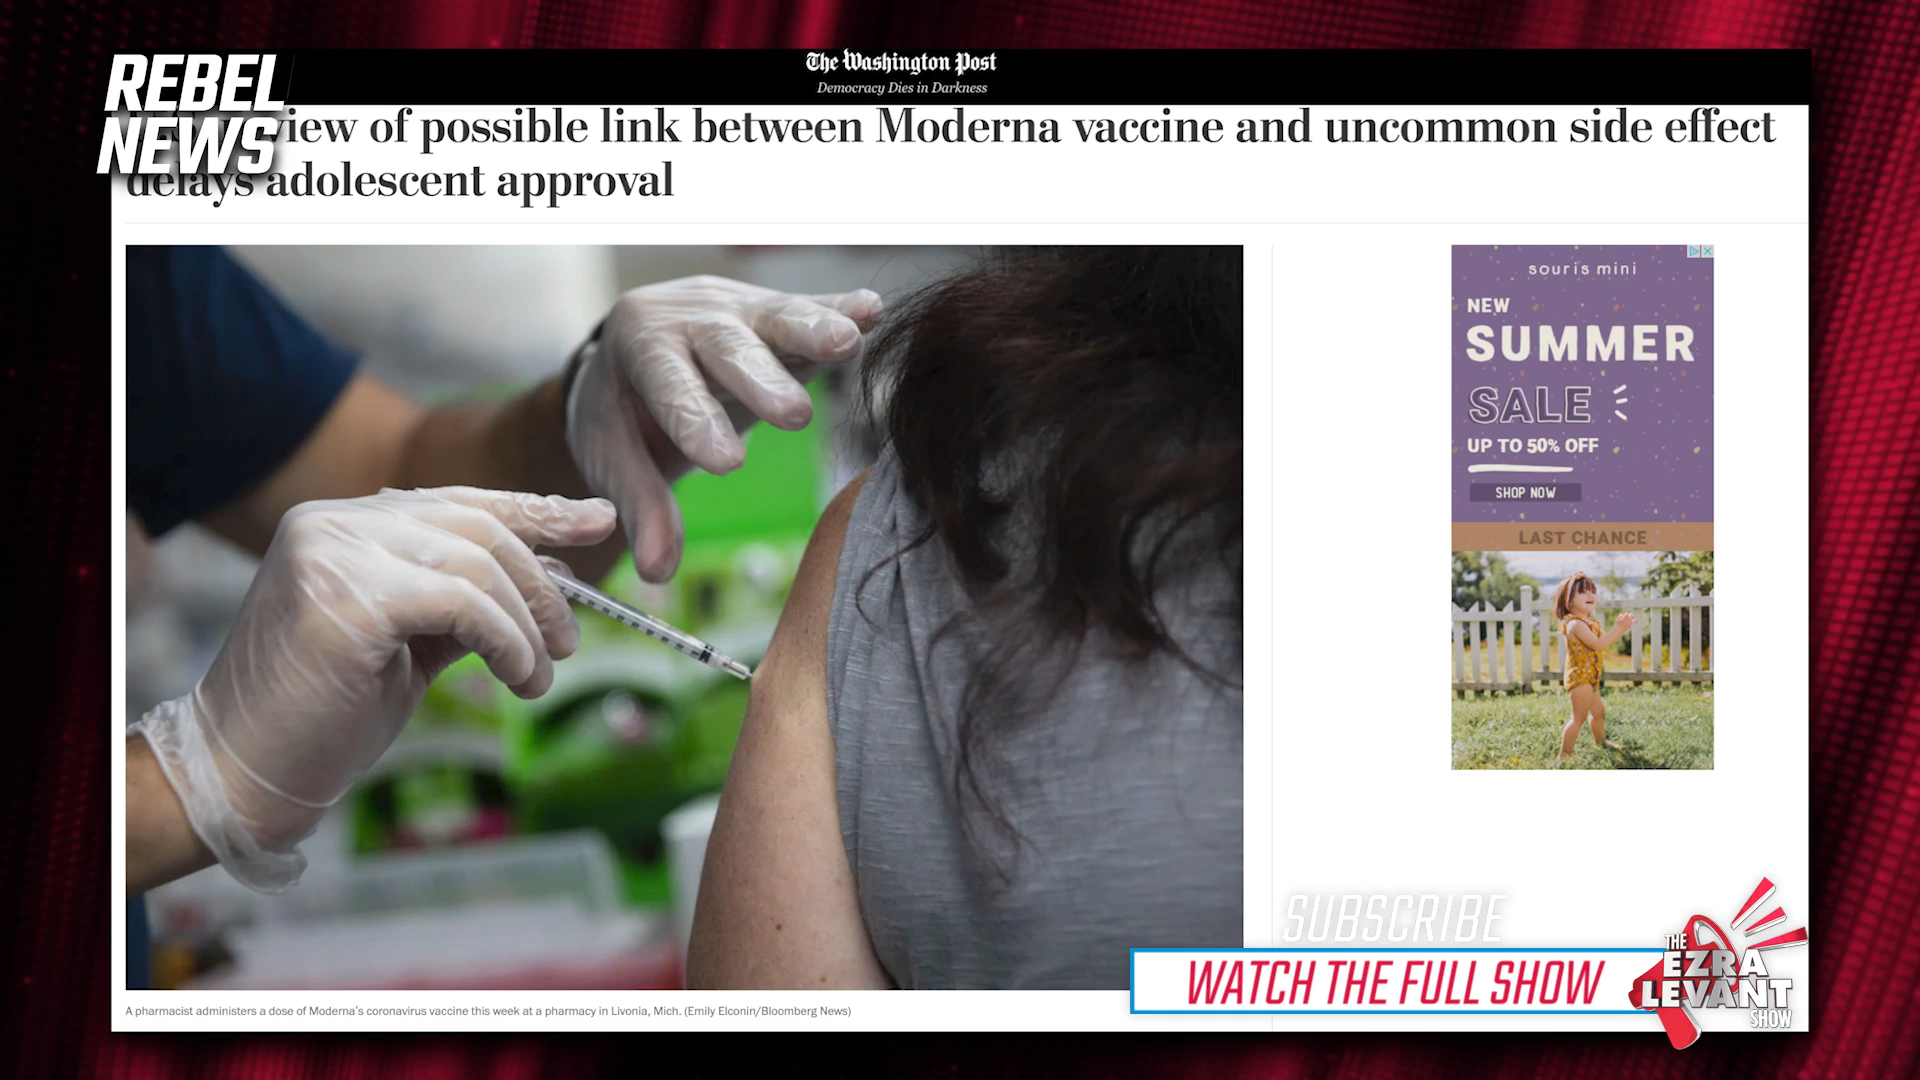 REBEL
NEWS
The Washington Post
Democracy Dies in Darkness
view of possible link between Moderna vaccine and uncommon side effect
delays adolescent approval
souris mini
NEW
SUMMER
SALE
UP TO 50% OFF
SHOP NOW
LAST CHANCE
SUBSCRIBE
WATCH THE FULL SHOW
THE
EZRA
LEVANT
SHOW
A pharmacist administers a dose of Moderna's coronavirus vaccine this week at a pharmacy in Livonia, Mich. (Emily Elconin/Bloomberg News)